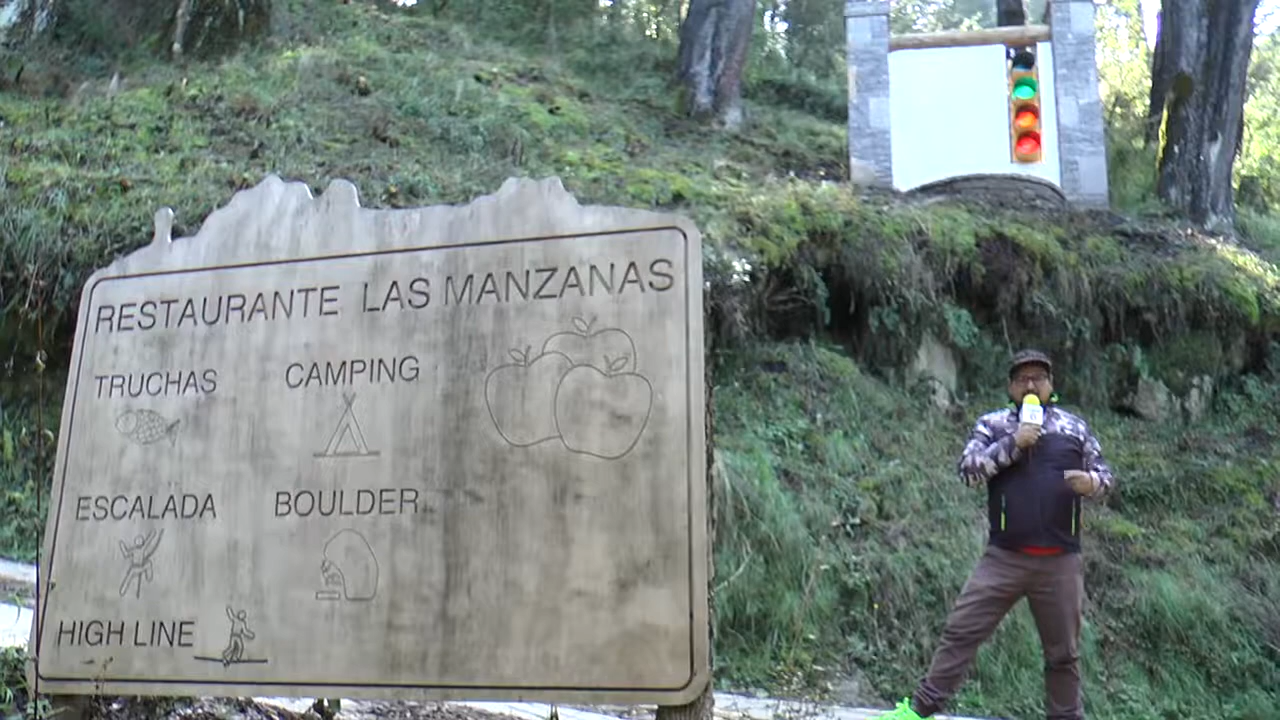 RESTAURANTE LAS MANZANAS
TRUCHAS CAMPING
ESCALADA BOULDER
HIGH LINE